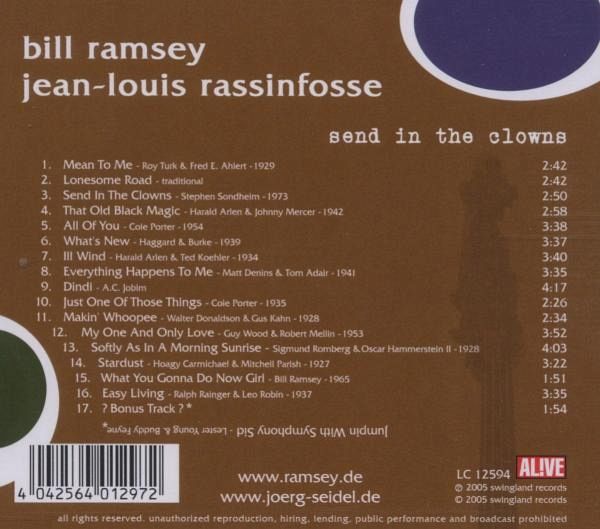 bill ramsey
jean-louis rassinfosse
send in the clowns
1. Mean To Me - Roy Turk & Fred E. Ahlert - 1929 2:42
2. Lonesome Road - traditional 2:42
3. Send In The Clowns - Stephen Sondheim - 1973 2:50
4. That Old Black Magic - Harald Arlen & Johnny Mercer - 1942 2:58
5. All Of You - Cole Porter - 1954 3:38
6. What's New - Haggard & Burke - 1939 3:37
7. Ill Wind - Harald Arlen & Ted Koehler - 1934 3:40
8. Everything Happens To Me - Matt Denins & Tom Adair - 1941 3:35
9. Dindi - A.C. Jobim 4:17
10. Just One Of Those Things - Cole Porter - 1935 2:26
11. Makin' Whoopee - Walter Donaldson & Gus Kahn - 1928 2:34
12. My One And Only Love - Guy Wood & Robert Mellin - 1953 3:52
13. Softly As In A Morning Sunrise - Sigmund Romberg & Oscar Hammerstein II - 1928 4:03
14. Stardust - Hoagy Carmichael & Mitchell Parish - 1927 3:22
15. What You Gonna Do Now Girl - Bill Ramsey - 1965 1:51
16. Easy Living - Ralph Rainger & Leo Robin - 1937 3:35
17. ? Bonus Track ? * 1:54
Jumpin With Symphony Sid - Lester Young & Buddy Feyne *
4 042564 012972
www.ramsey.de
www.joerg-seidel.de
LC 12594 AL!VE
℗ 2005 swingland records
© 2005 swingland records
all rights reserved. unauthorized reproduction, hiring, lending, public performance and broadcast prohibited